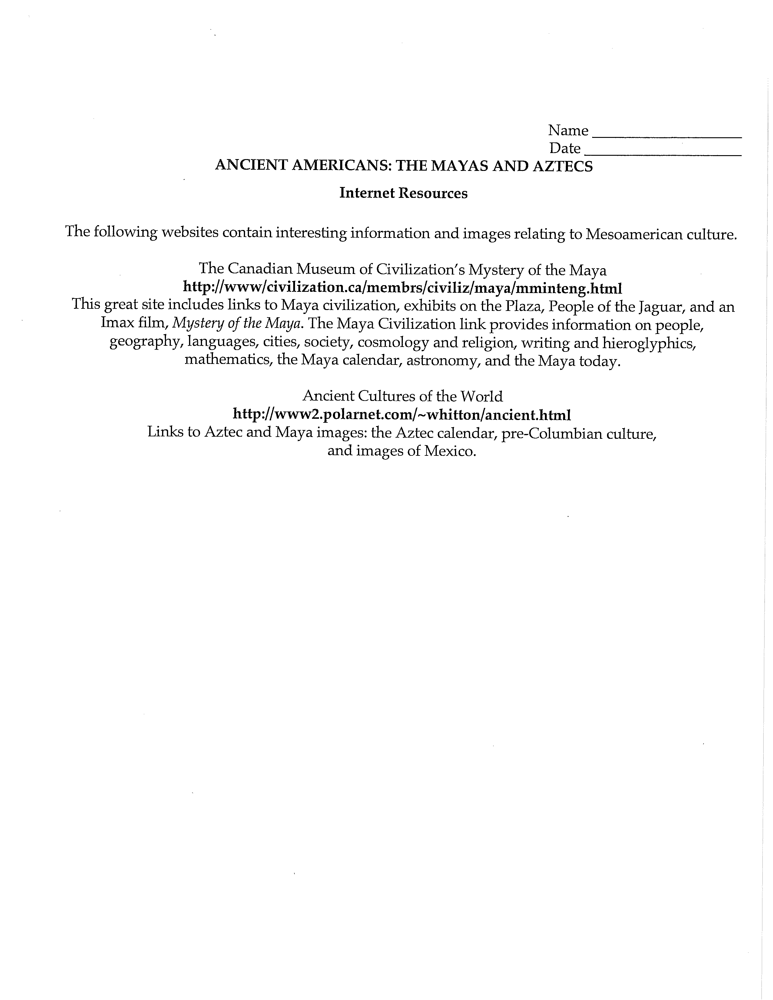 Name
Date
ANCIENT AMERICANS: THE MAYAS AND AZTECS
Internet Resources
The following websites contain interesting information and images relating to Mesoamerican culture.
The Canadian Museum of Civilization's Mystery of the Maya
http://www/civilization.ca/membrs/civiliz/maya/mminteng.html
This great site includes links to Maya civilization, exhibits on the Plaza, People of the Jaguar, and an
Imax film, Mystery of the Maya. The Maya Civilization link provides information on people,
geography, languages, cities, society, cosmology and religion, writing and hieroglyphics,
mathematics, the Maya calendar, astronomy, and the Maya today.
Ancient Cultures of the World
http://www2.polarnet.com/~whitton/ancient.html
Links to Aztec and Maya images: the Aztec calendar, pre-Columbian culture,
and images of Mexico.